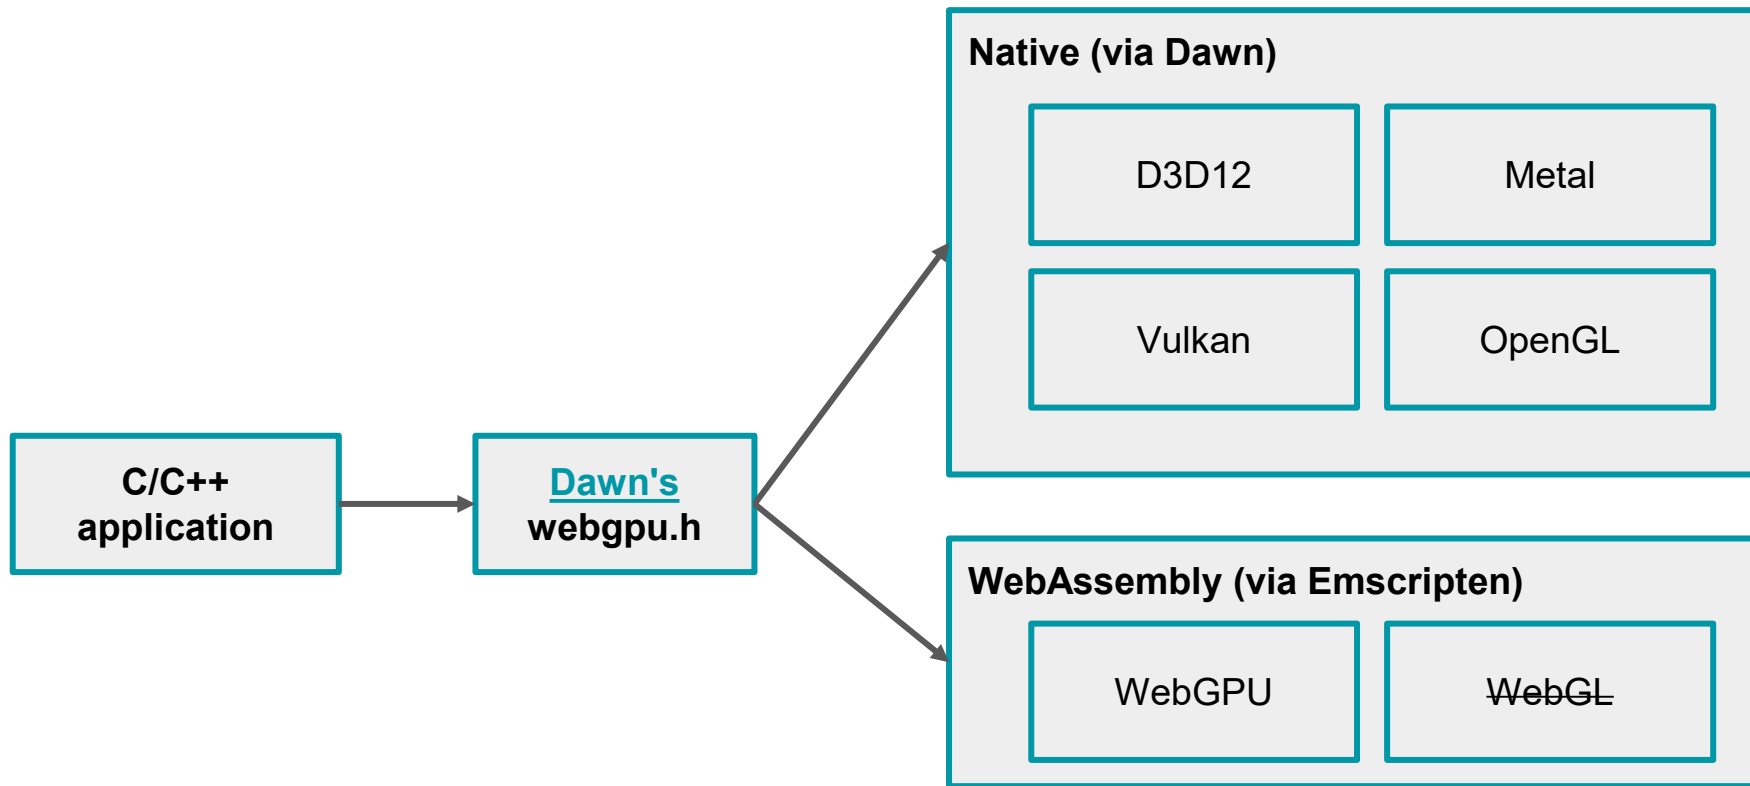 Native (via Dawn)
D3D12
Metal
Vulkan
OpenGL
C/C++
application
Dawn's
webgpu.h
WebAssembly (via Emscripten)
WebGPU
WebGL